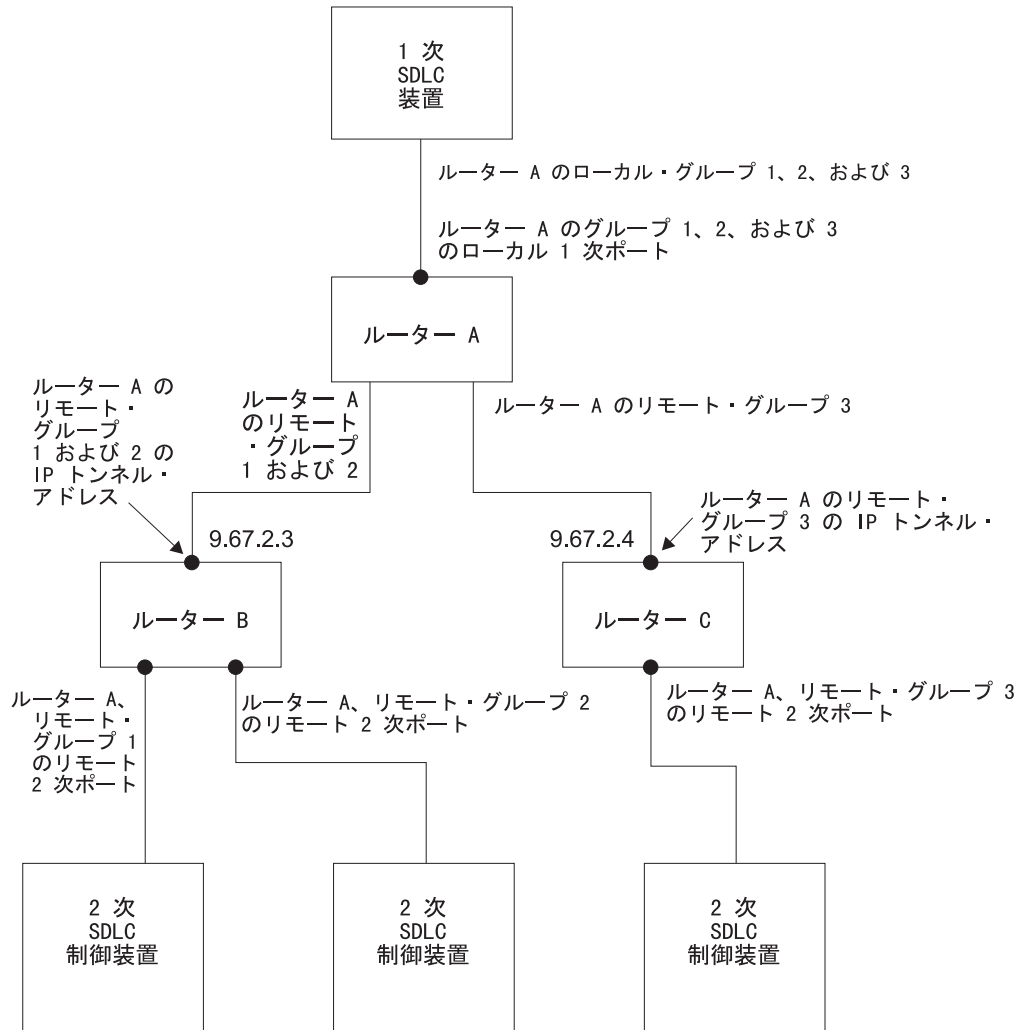 1 次
SDLC
装置
ルーター A のローカル・グループ 1、2、および 3
ルーター A のグループ 1、2、および 3
のローカル 1 次ポート
ルーター A
ルーター A の
リモート・
グループ
1 および 2 の
IP トンネル・
アドレス
ルーター A
のリモート
・グループ
1 および 2
ルーター A のリモート・グループ 3
ルーター A のリモート・
グループ 3 の IP トンネル・
アドレス
9.67.2.3
9.67.2.4
ルーター B
ルーター C
ルーター A、
リモート・
グループ 1
のリモート
2 次ポート
ルーター A、リモート・グループ 2
のリモート 2 次ポート
ルーター A、リモート・グループ 3
のリモート 2 次ポート
2 次
SDLC
制御装置
2 次
SDLC
制御装置
2 次
SDLC
制御装置